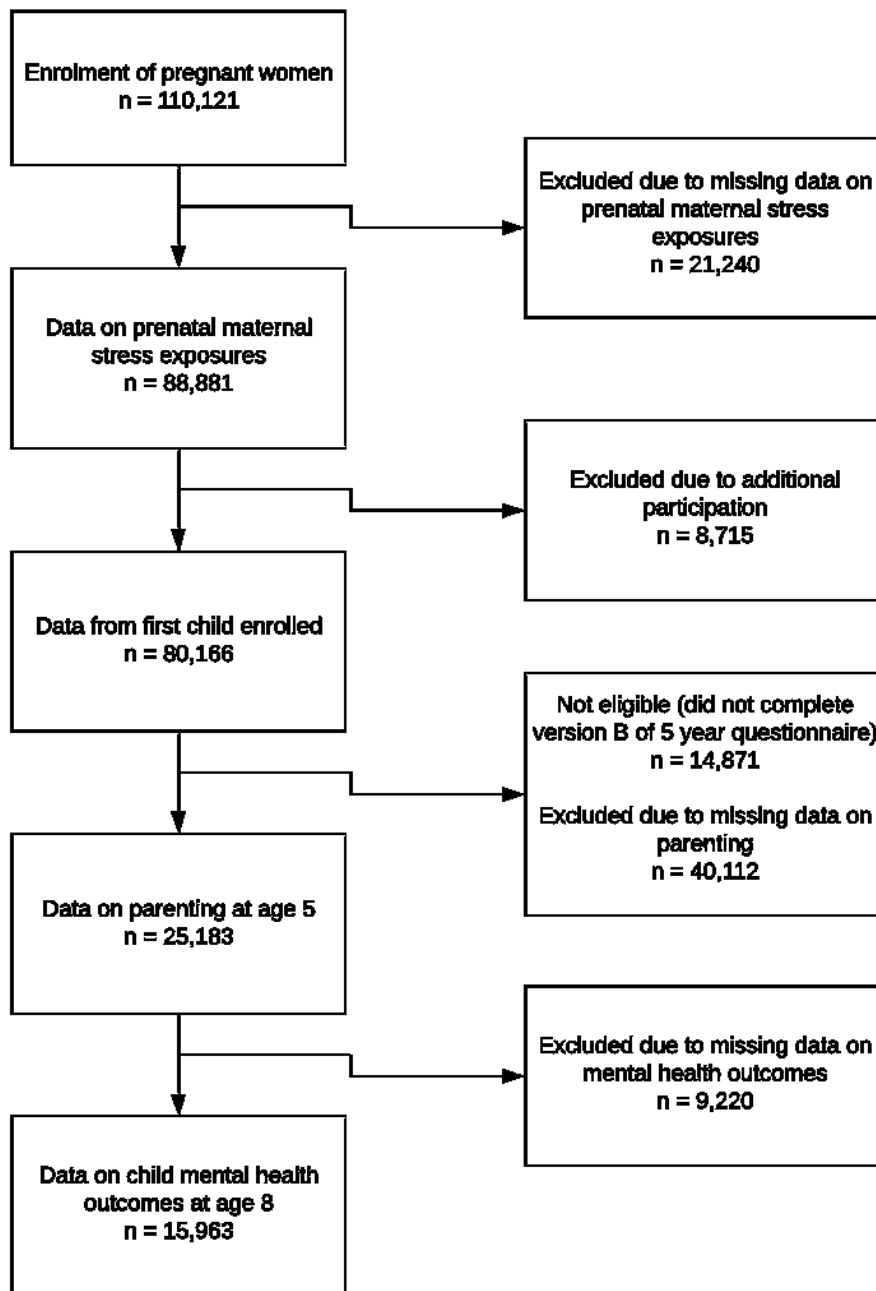 Enrolment of pregnant women
n = 110,121
Excluded due to missing data on
prenatal maternal stress
exposures
n = 21,240
Data on prenatal maternal
stress exposures
n = 88,881
Excluded due to additional
participation
n = 8,715
Data from first child enrolled
n = 80,166
Not eligible (did not complete
version B of 5 year questionnaire)
n = 14,871
Excluded due to missing data on
parenting
n = 40,112
Data on parenting at age 5
n = 25,183
Excluded due to missing data on
mental health outcomes
n = 9,220
Data on child mental health
outcomes at age 8
n = 15,963